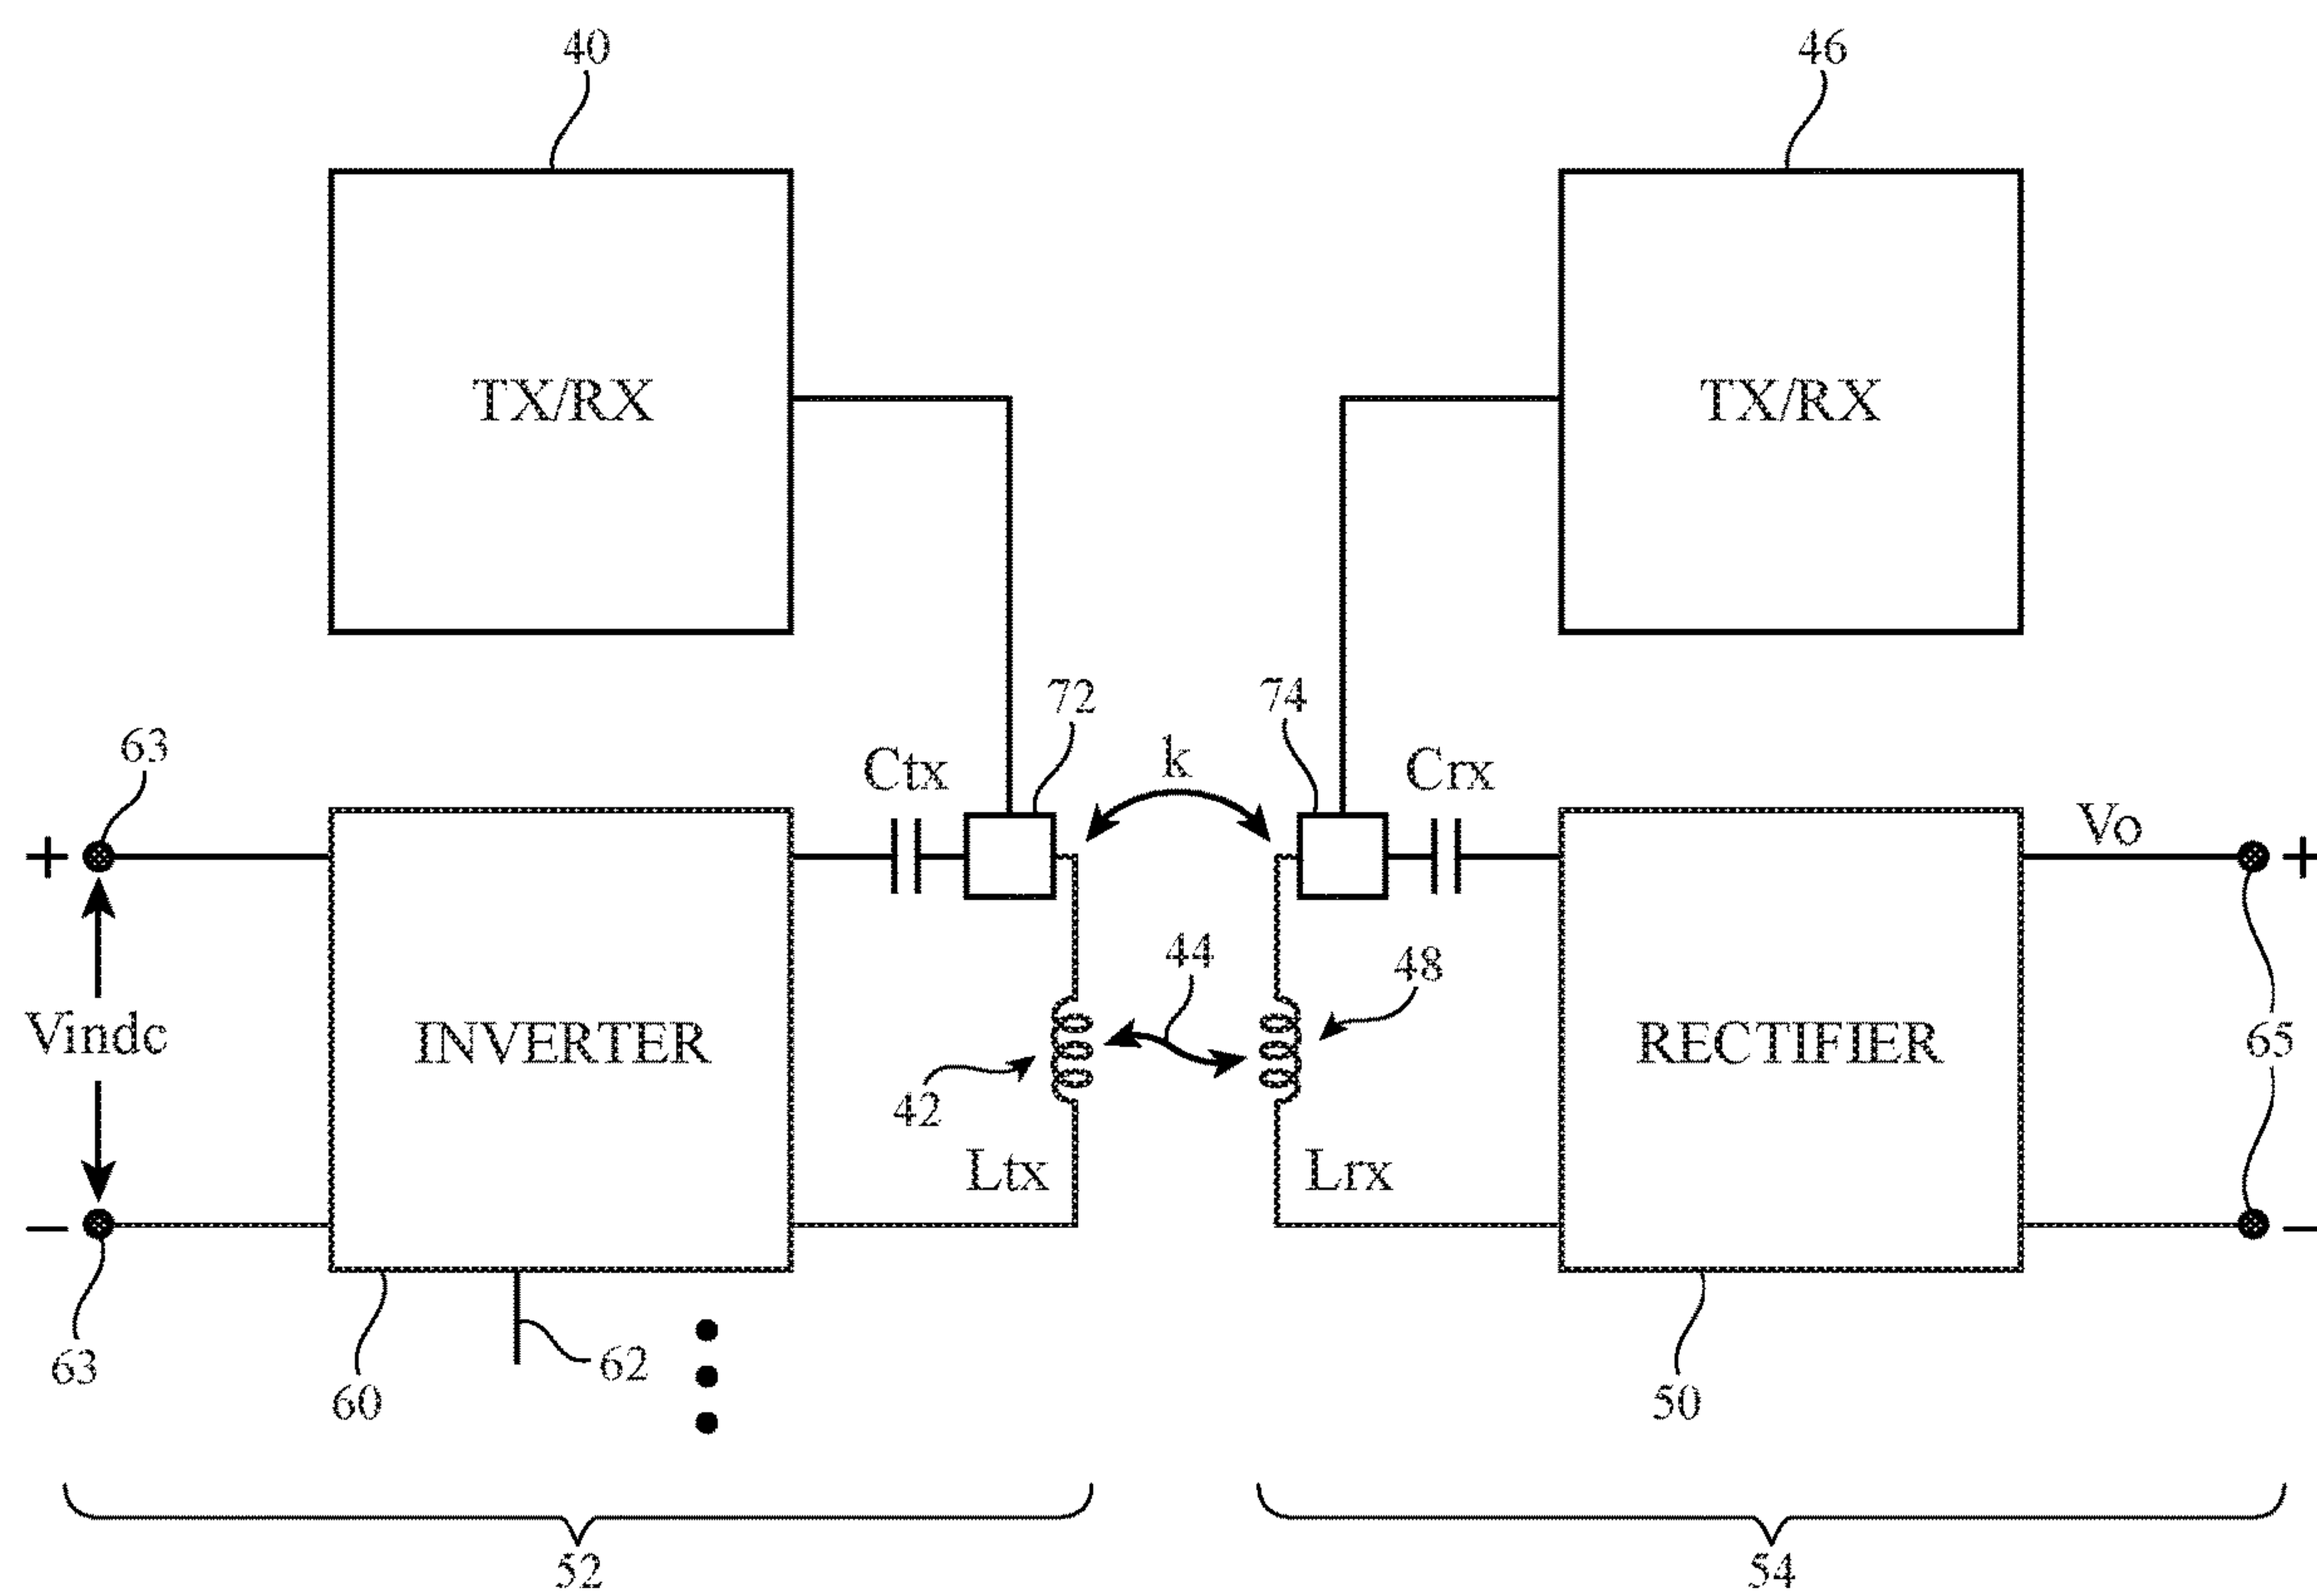 40
46
TX/RX
TX/RX
72
74
63
Ctx
k
Crx
Vo
+
+
44
48
Vindc
INVERTER
RECTIFIER
65
42
Ltx
Lrx
−
−
63
60
62
50
52
54